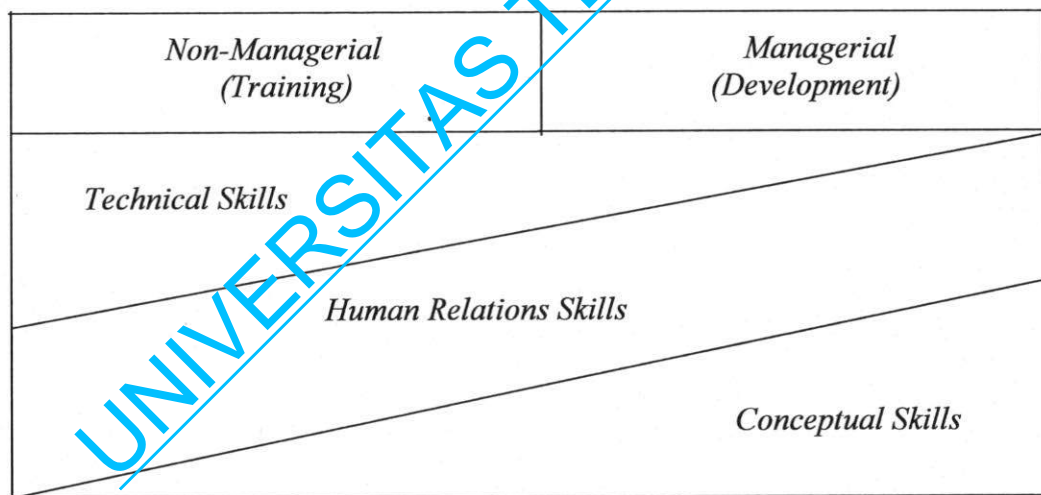 Non-Managerial
(Training)
Managerial
(Development)
Technical Skills
Human Relations Skills
Conceptual Skills
UNIVERSITAS